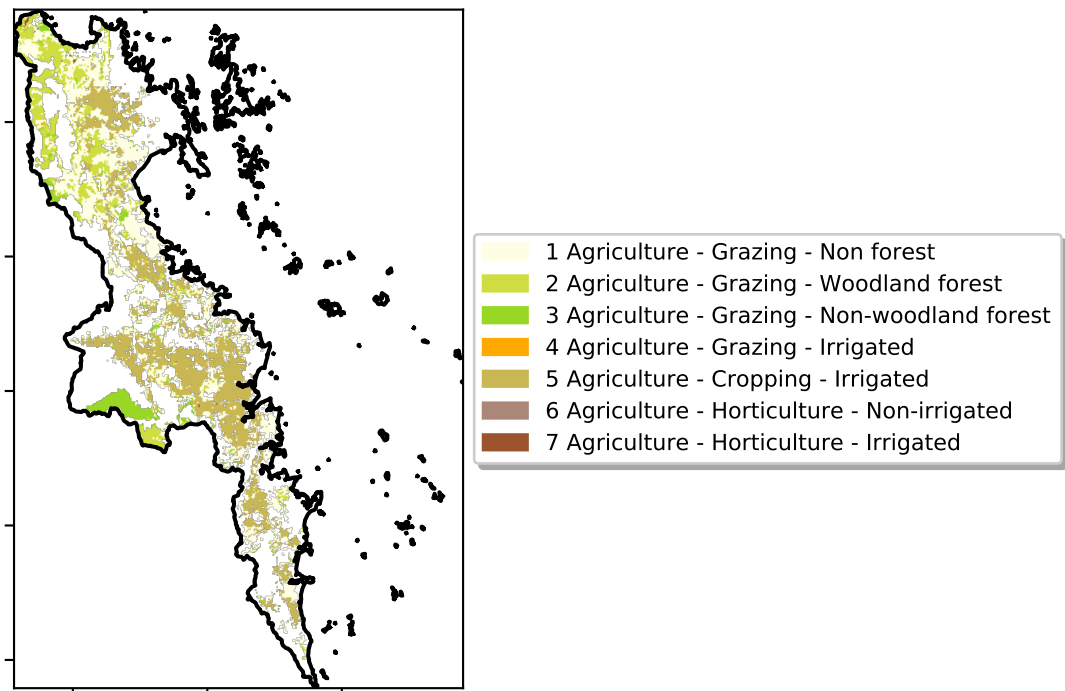 1 Agriculture - Grazing - Non forest
2 Agriculture - Grazing - Woodland forest
3 Agriculture - Grazing - Non-woodland forest
4 Agriculture - Grazing - Irrigated
5 Agriculture - Cropping - Irrigated
6 Agriculture - Horticulture - Non-irrigated
7 Agriculture - Horticulture - Irrigated